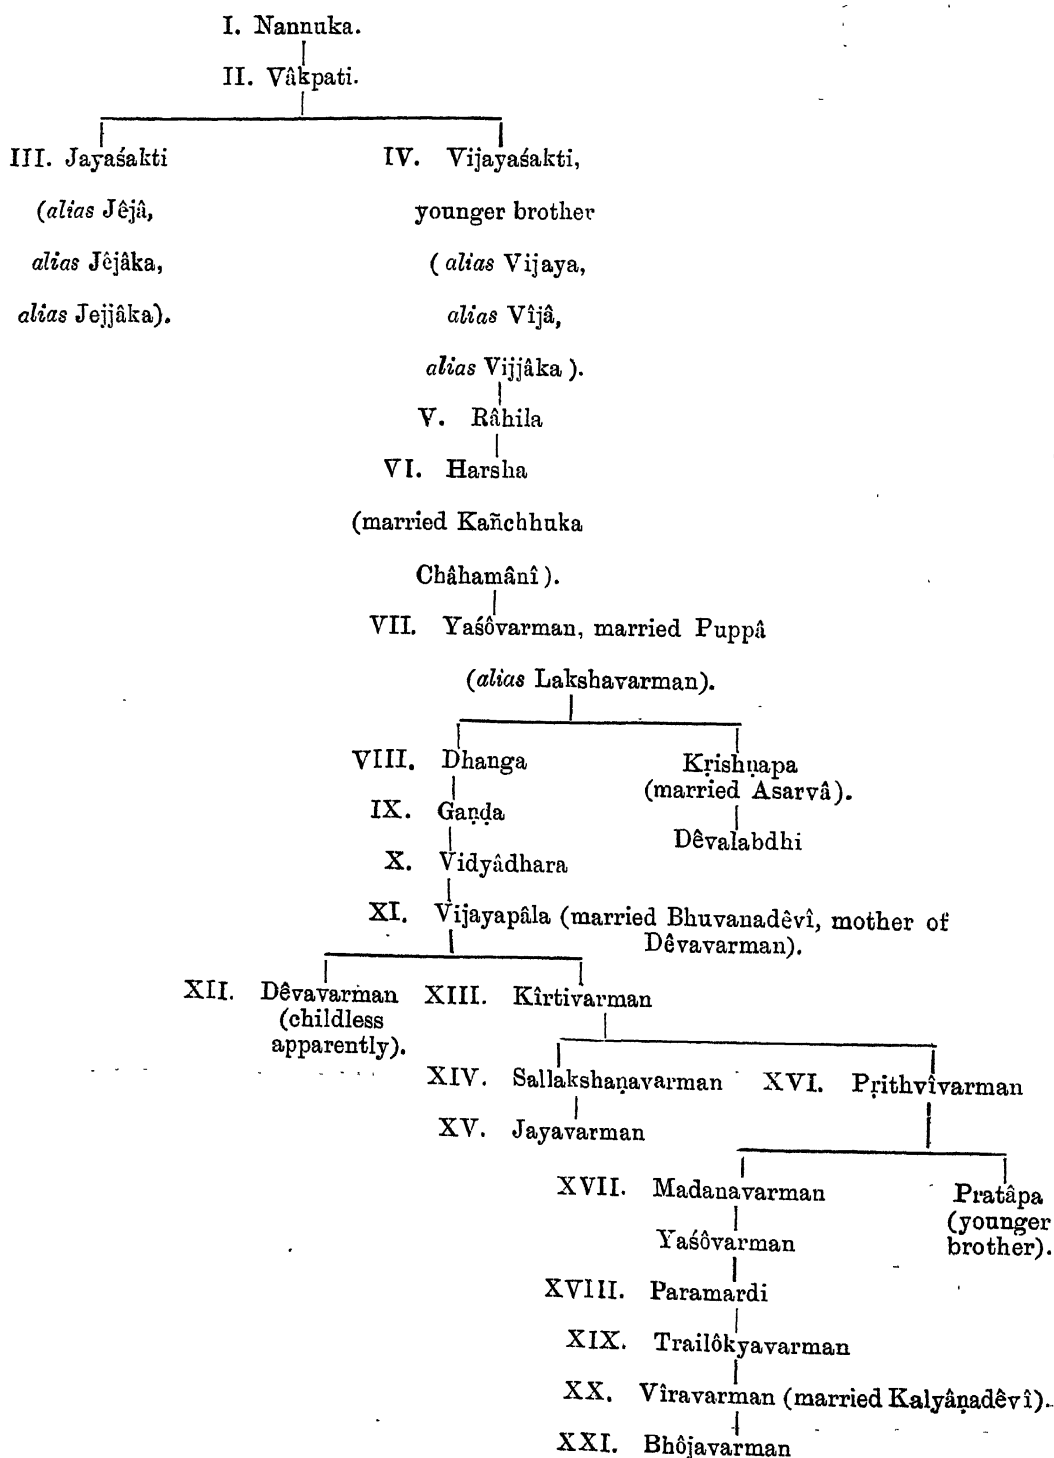 I. Nannuka.
II. Vâkpati.
III. Jayaśakti IV. Vijayaśakti,
(alias Jêjâ, younger brother
alias Jêjâka, (alias Vijaya,
alias Jejjâka). alias Vîjâ,
alias Vijjâka).
V. Râhila
VI. Harsha
(married Kañchhuka
Châhamânî).
VII. Yaśôvarman, married Puppâ
(alias Lakshavarman).
VIII. Dhanga Kṛishṇapa
(married Asarvâ).
IX. Gaṇḍa
Dêvalabdhi
X. Vidyâdhara
XI. Vijayapâla (married Bhuvanadêvî, mother of
Dêvavarman).
XII. Dêvavarman XIII. Kîrtivarman
(childless
apparently).
XIV. Sallakshaṇavarman XVI. Pṛithvîvarman
XV. Jayavarman
XVII. Madanavarman Pratâpa
(younger
Yaśôvarman brother).
XVIII. Paramardi
XIX. Trailôkyavarman
XX. Vîravarman (married Kalyâṇadêvî).
XXI. Bhôjavarman